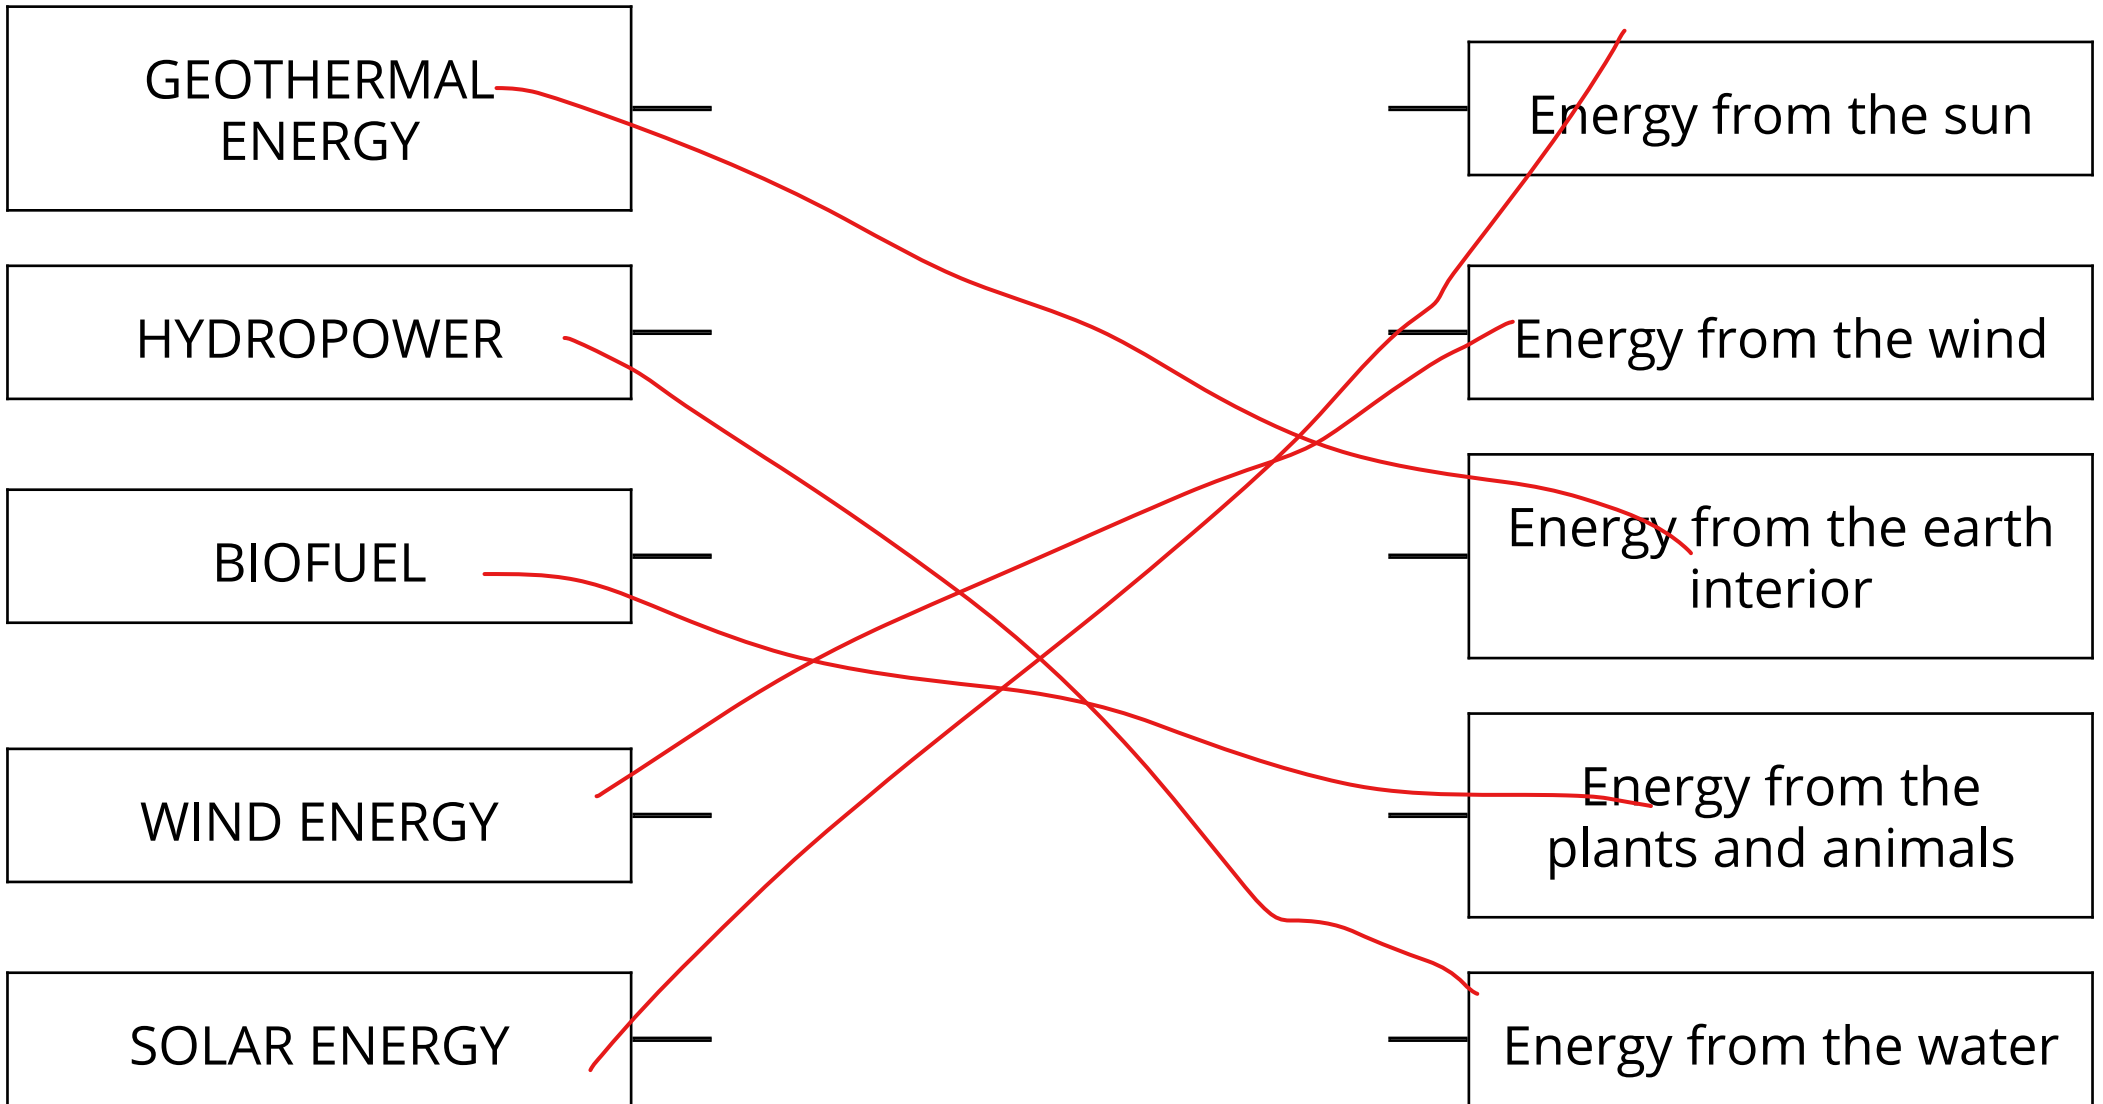 GEOTHERMAL
ENERGY
HYDROPOWER
BIOFUEL
WIND ENERGY
SOLAR ENERGY
Energy from the sun
Energy from the wind
Energy from the earth
interior
Energy from the
plants and animals
Energy from the water